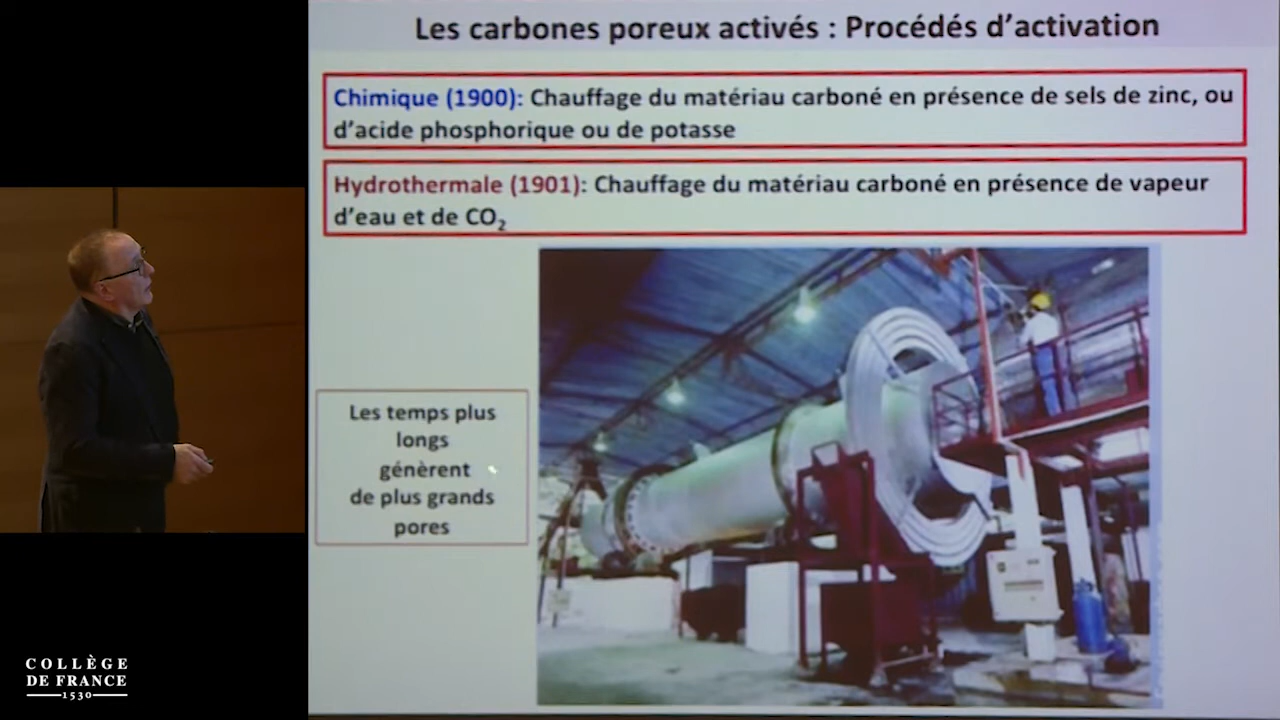 Les carbones poreux activés : Procédés d'activation
Chimique (1900): Chauffage du matériau carboné en présence de sels de zinc, ou
d'acide phosphorique ou de potasse
Hydrothermale (1901): Chauffage du matériau carboné en présence de vapeur
d'eau et de CO₂
Les temps plus
longs
génèrent
de plus grands
pores
COLLÈGE
DE FRANCE
1530